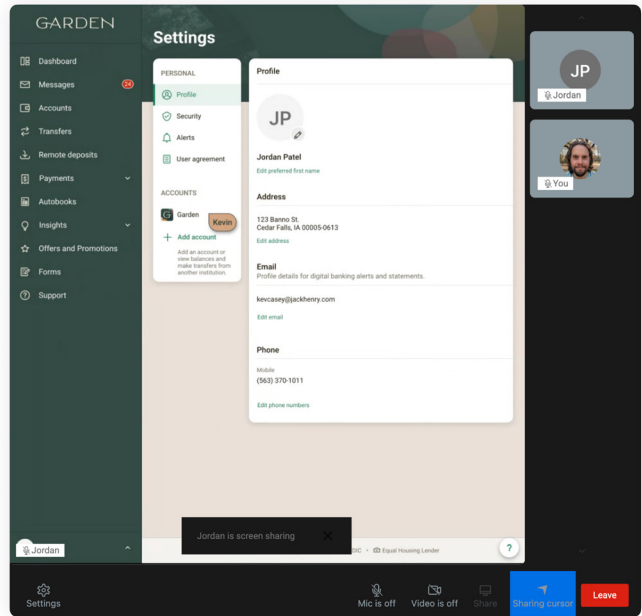 GARDEN
Dashboard
Messages
24
Accounts
Transfers
Remote deposits
Payments
Autobooks
Insights
Offers and Promotions
Forms
Support
Jordan
Settings
PERSONAL
Profile
Security
Alerts
User agreement
ACCOUNTS
G Garden
Kevin
Add account
Add an account or
view balances and
make transfers from
another institution.
Profile
JP
Jordan Patel
Edit preferred first name
Address
123 Banno St.
Cedar Falls, IA 00005-0613
Edit address
Email
Profile details for digital banking alerts and statements.
kevcasey@jackhenry.com
Edit email
Phone
Mobile
(563) 370-1011
Edit phone numbers
Jordan is screen sharing
DIC • Equal Housing Lender
?
JP
Jordan
You
Settings
Mic is off
Video is off
Share
Sharing cursor
Leave